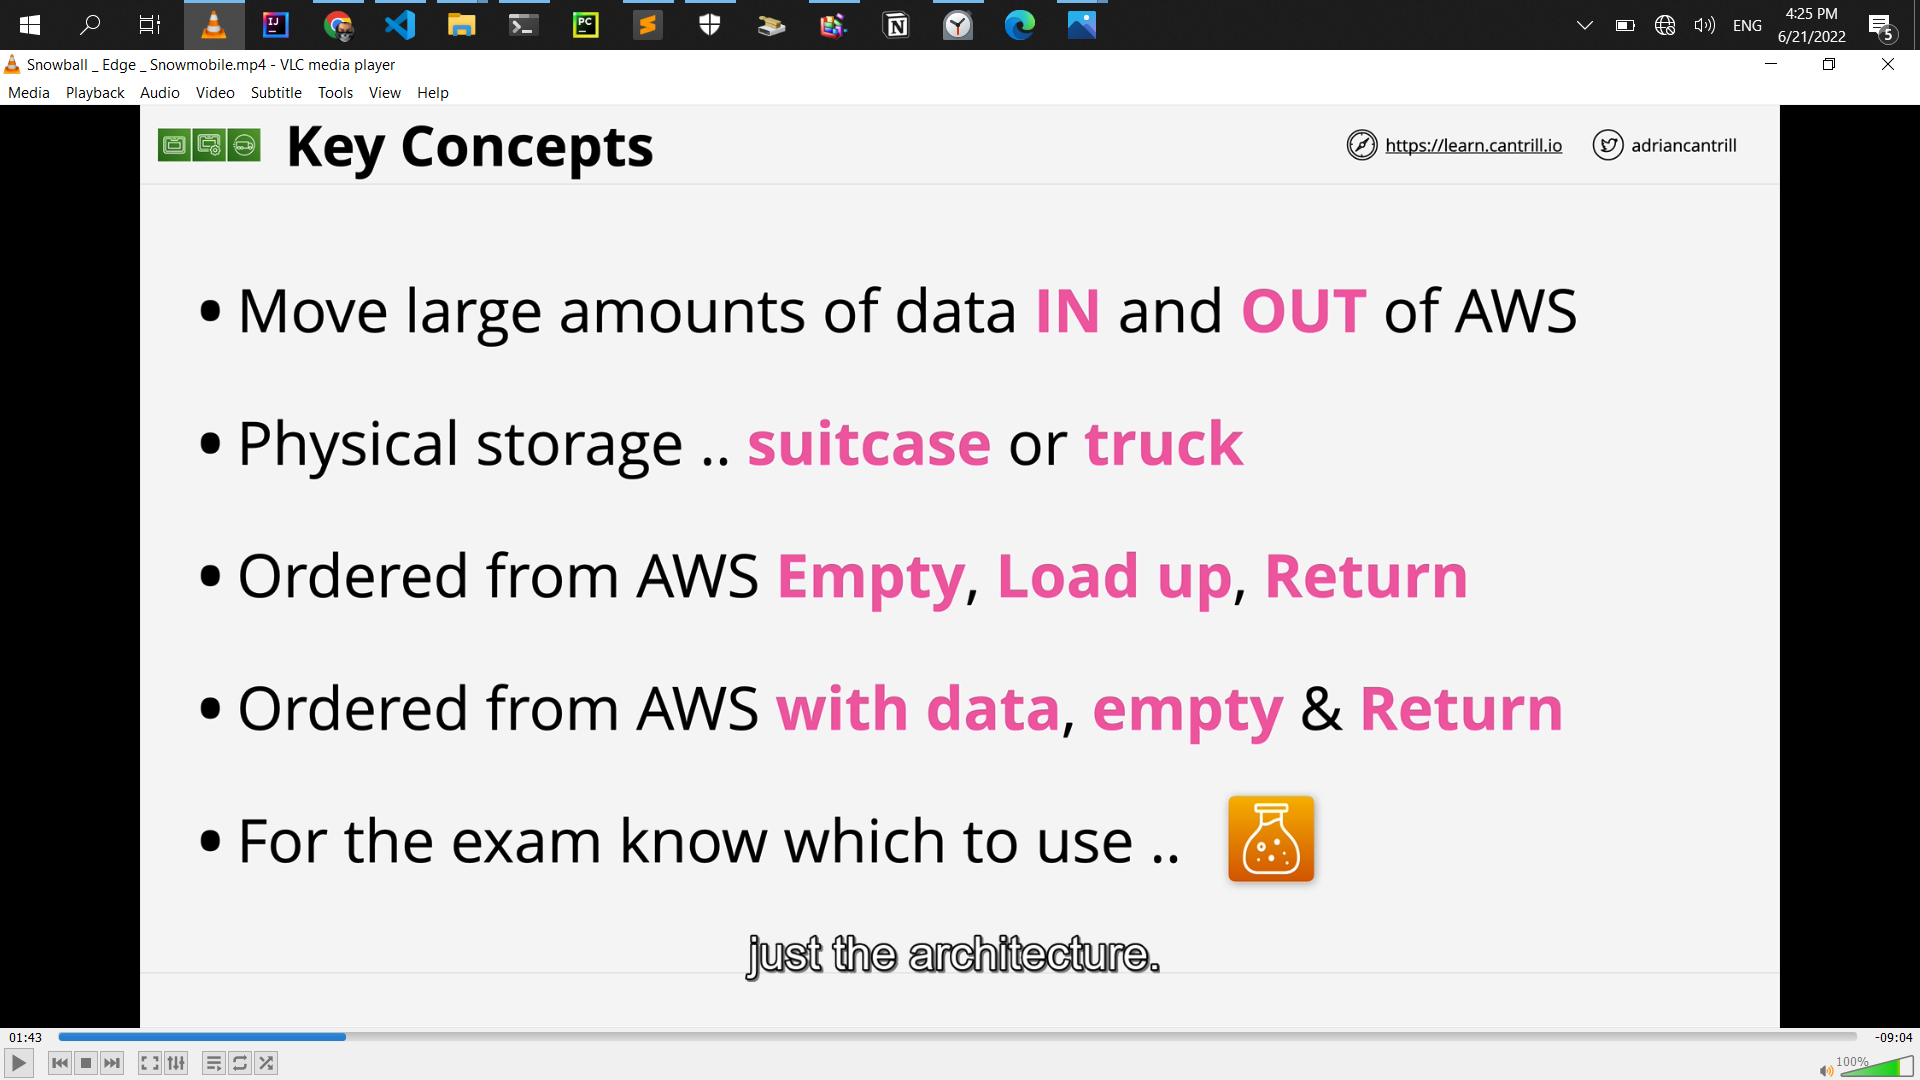 IJ
PC
N
ENG
4:25 PM
6/21/2022
5
Snowball _ Edge _ Snowmobile.mp4 - VLC media player
Media Playback Audio Video Subtitle Tools View Help
Key Concepts
https://learn.cantrill.io
adriancantrill
• Move large amounts of data IN and OUT of AWS
• Physical storage .. suitcase or truck
• Ordered from AWS Empty, Load up, Return
• Ordered from AWS with data, empty & Return
• For the exam know which to use ..
just the architecture.
01:43
-09:04
100%